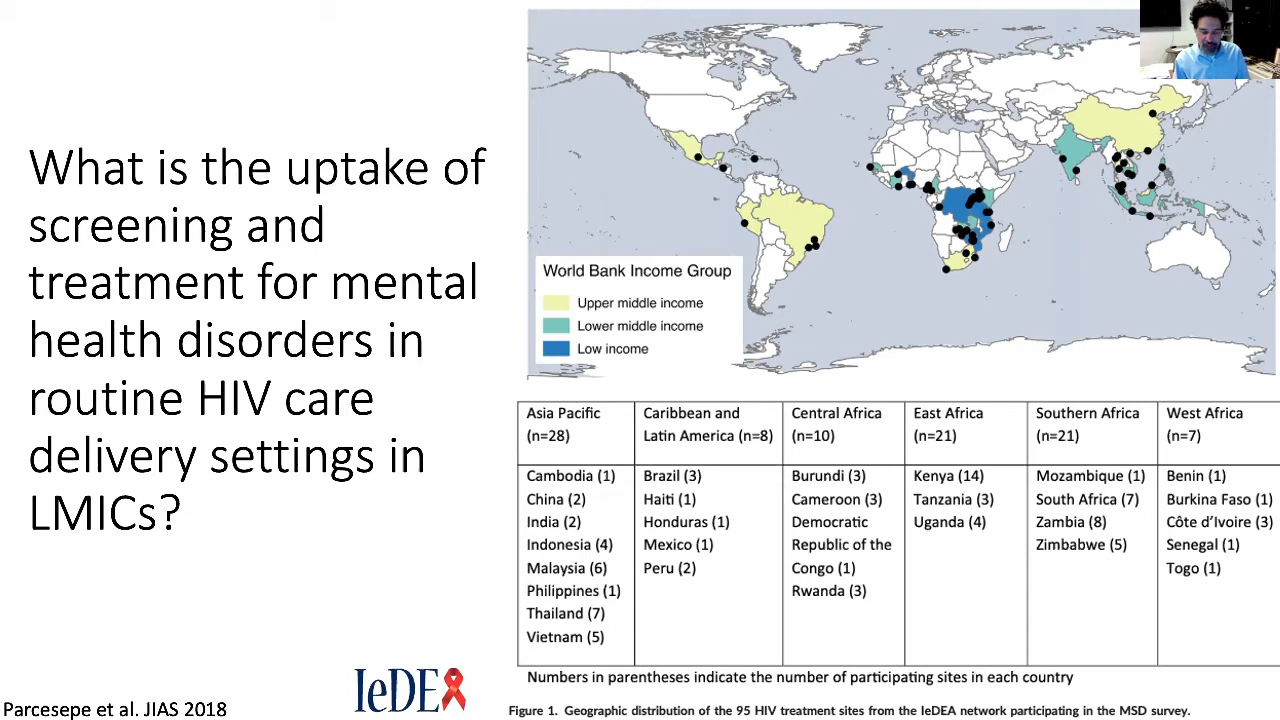 What is the uptake of
screening and
treatment for mental
health disorders in
routine HIV care
delivery settings in
LMICs?
World Bank Income Group
Upper middle income
Lower middle income
Low income
Asia Pacific
(n=28)
Cambodia (1)
China (2)
India (2)
Indonesia (4)
Malaysia (6)
Philippines (1)
Thailand (7)
Vietnam (5)
Caribbean and
Latin America (n=8)
Brazil (3)
Haiti (1)
Honduras (1)
Mexico (1)
Peru (2)
Central Africa
(n=10)
Burundi (3)
Cameroon (3)
Democratic
Republic of the
Congo (1)
Rwanda (3)
East Africa
(n=21)
Kenya (14)
Tanzania (3)
Uganda (4)
Southern Africa
(n=21)
Mozambique (1)
South Africa (7)
Zambia (8)
Zimbabwe (5)
West Africa
(n=7)
Benin (1)
Burkina Faso (1)
Côte d'Ivoire (3)
Senegal (1)
Togo (1)
Numbers in parentheses indicate the number of participating sites in each country
Figure 1. Geographic distribution of the 95 HIV treatment sites from the IeDEA network participating in the MSD survey.
IeDEA
Parcesepe et al. JIAS 2018